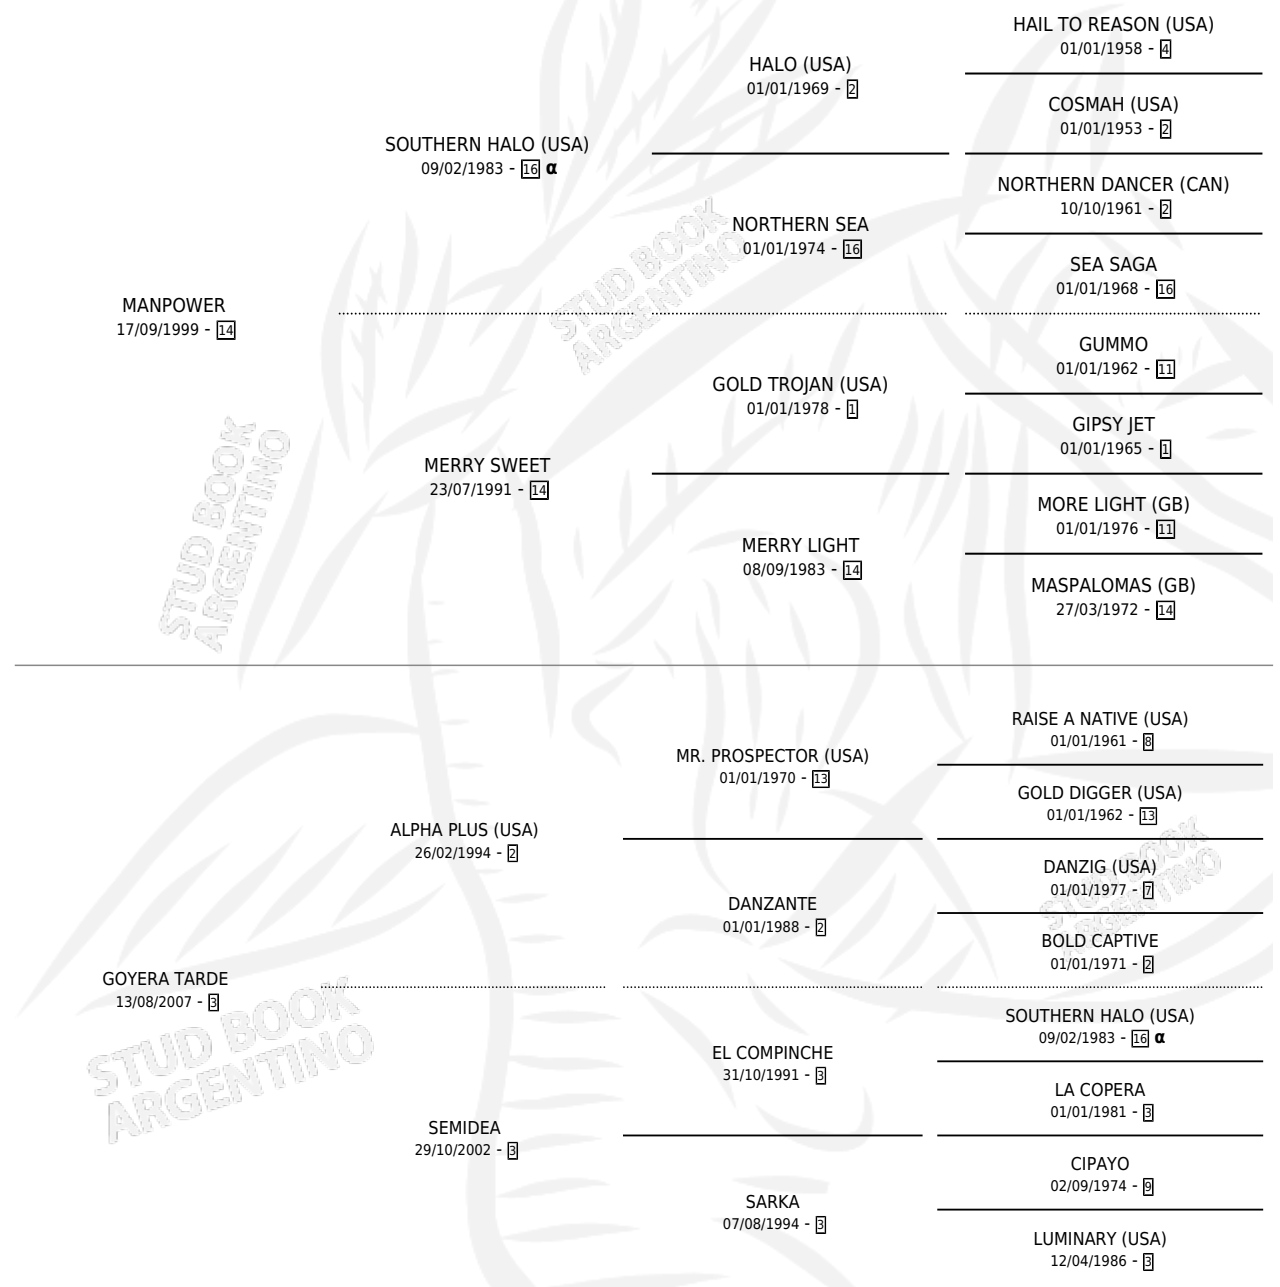 HAIL TO REASON (USA)
01/01/1958 - 4
HALO (USA)
01/01/1969 - 2
COSMAH (USA)
01/01/1953 - 2
SOUTHERN HALO (USA)
09/02/1983 - 16 α
NORTHERN DANCER (CAN)
10/10/1961 - 2
NORTHERN SEA
01/01/1974 - 16
SEA SAGA
01/01/1968 - 16
MANPOWER
17/09/1999 - 14
GUMMO
01/01/1962 - 11
GOLD TROJAN (USA)
01/01/1978 - 1
GIPSY JET
01/01/1965 - 1
MERRY SWEET
23/07/1991 - 14
MORE LIGHT (GB)
01/01/1976 - 11
MERRY LIGHT
08/09/1983 - 14
MASPALOMAS (GB)
27/03/1972 - 14
RAISE A NATIVE (USA)
01/01/1961 - 8
MR. PROSPECTOR (USA)
01/01/1970 - 13
GOLD DIGGER (USA)
01/01/1962 - 13
ALPHA PLUS (USA)
26/02/1994 - 2
DANZIG (USA)
01/01/1977 - 7
DANZANTE
01/01/1988 - 2
BOLD CAPTIVE
01/01/1971 - 2
GOYERA TARDE
13/08/2007 - 3
SOUTHERN HALO (USA)
09/02/1983 - 16 α
EL COMPINCHE
31/10/1991 - 3
LA COPERA
01/01/1981 - 3
SEMIDEA
29/10/2002 - 3
CIPAYO
02/09/1974 - 9
SARKA
07/08/1994 - 3
LUMINARY (USA)
12/04/1986 - 3
STUD BOOK
ARGENTINO
STUD BOOK
ARGENTINO
STUD BOOK
ARGENTINO
STUD BOOK
ARGENTINO